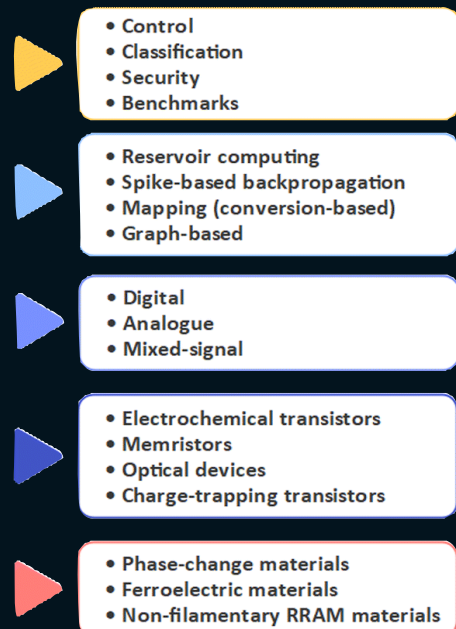 • Control
• Classification
• Security
• Benchmarks
• Reservoir computing
• Spike-based backpropagation
• Mapping (conversion-based)
• Graph-based
• Digital
• Analogue
• Mixed-signal
• Electrochemical transistors
• Memristors
• Optical devices
• Charge-trapping transistors
• Phase-change materials
• Ferroelectric materials
• Non-filamentary RRAM materials